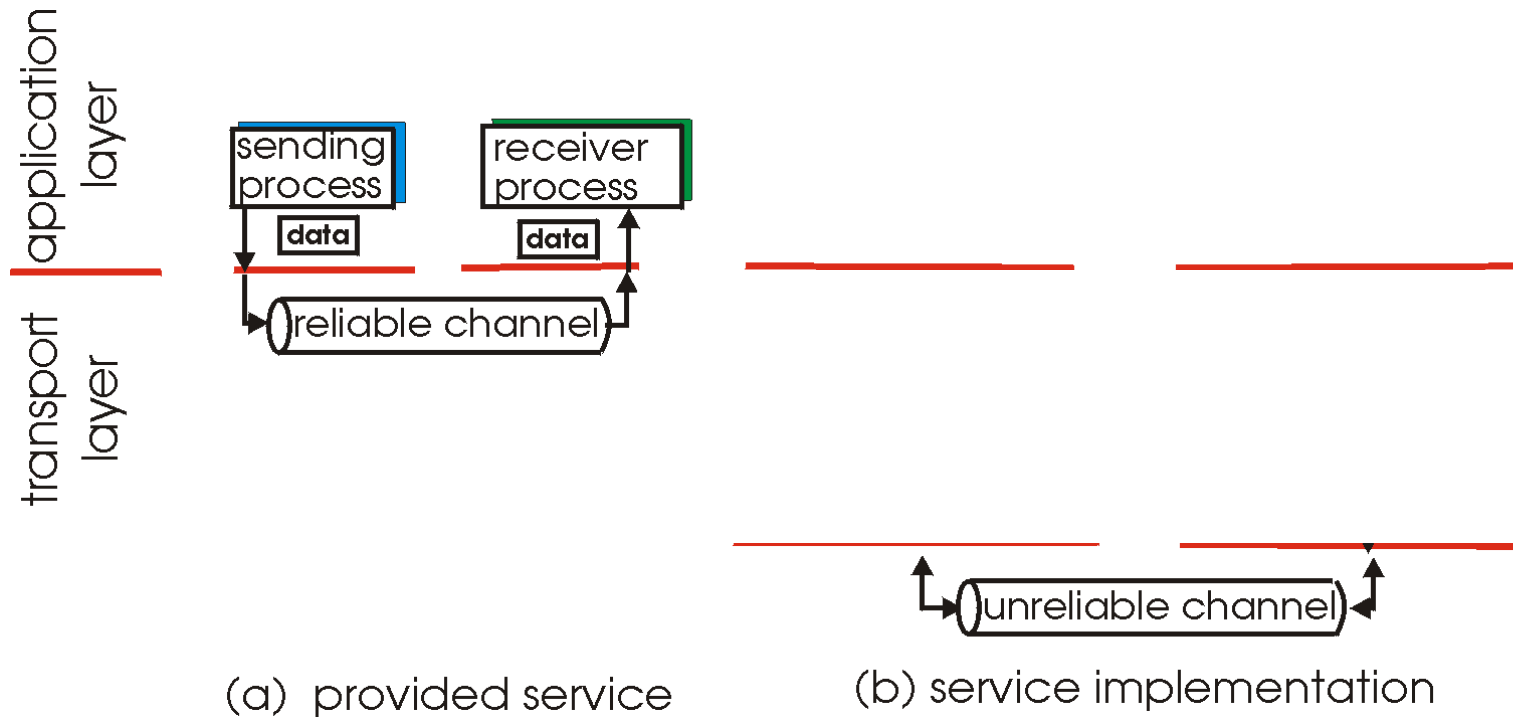 application
layer
transport
layer
sending
process
receiver
process
data
data
reliable channel
unreliable channel
(a) provided service
(b) service implementation